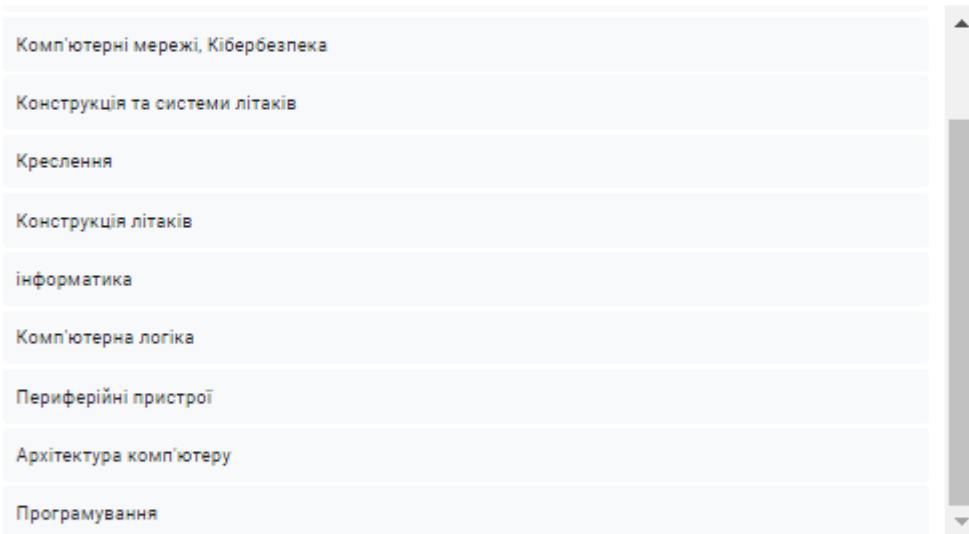 Комп'ютерні мережі, Кібербезпека
Конструкція та системи літаків
Креслення
Конструкція літаків
інформатика
Комп'ютерна логіка
Периферійні пристрої
Архітектура комп'ютеру
Програмування